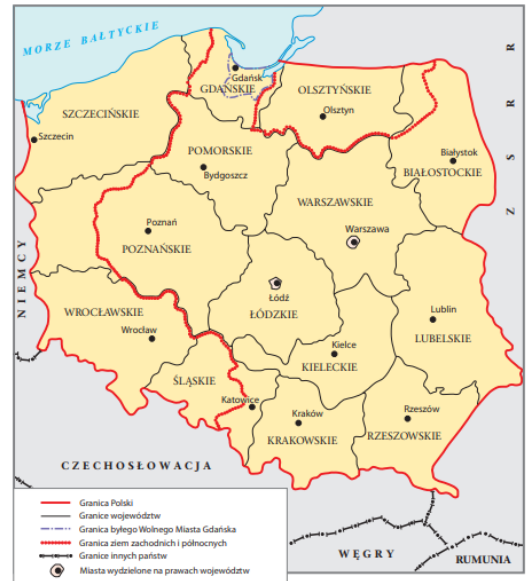 MORZE BAŁTYCKIE
Gdańsk
GDAŃSKIE
OLSZTYŃSKIE
Olsztyn
SZCZECIŃSKIE
Szczecin
POMORSKIE
Bydgoszcz
Białystok
BIAŁOSTOCKIE
Z S R R
WARSZAWSKIE
Warszawa
Poznań
POZNAŃSKIE
NIEMCY
Łódź
ŁÓDZKIE
WROCŁAWSKIE
Wrocław
Lublin
LUBELSKIE
Kielce
KIELECKIE
ŚLĄSKIE
Katowice
Kraków
KRAKOWSKIE
Rzeszów
RZESZOWSKIE
CZECHOSŁOWACJA
WĘGRY
RUMUNIA
Granica Polski
Granice województw
Granica byłego Wolnego Miasta Gdańska
Granica ziem zachodnich i północnych
Granice innych państw
Miasta wydzielone na prawach województw